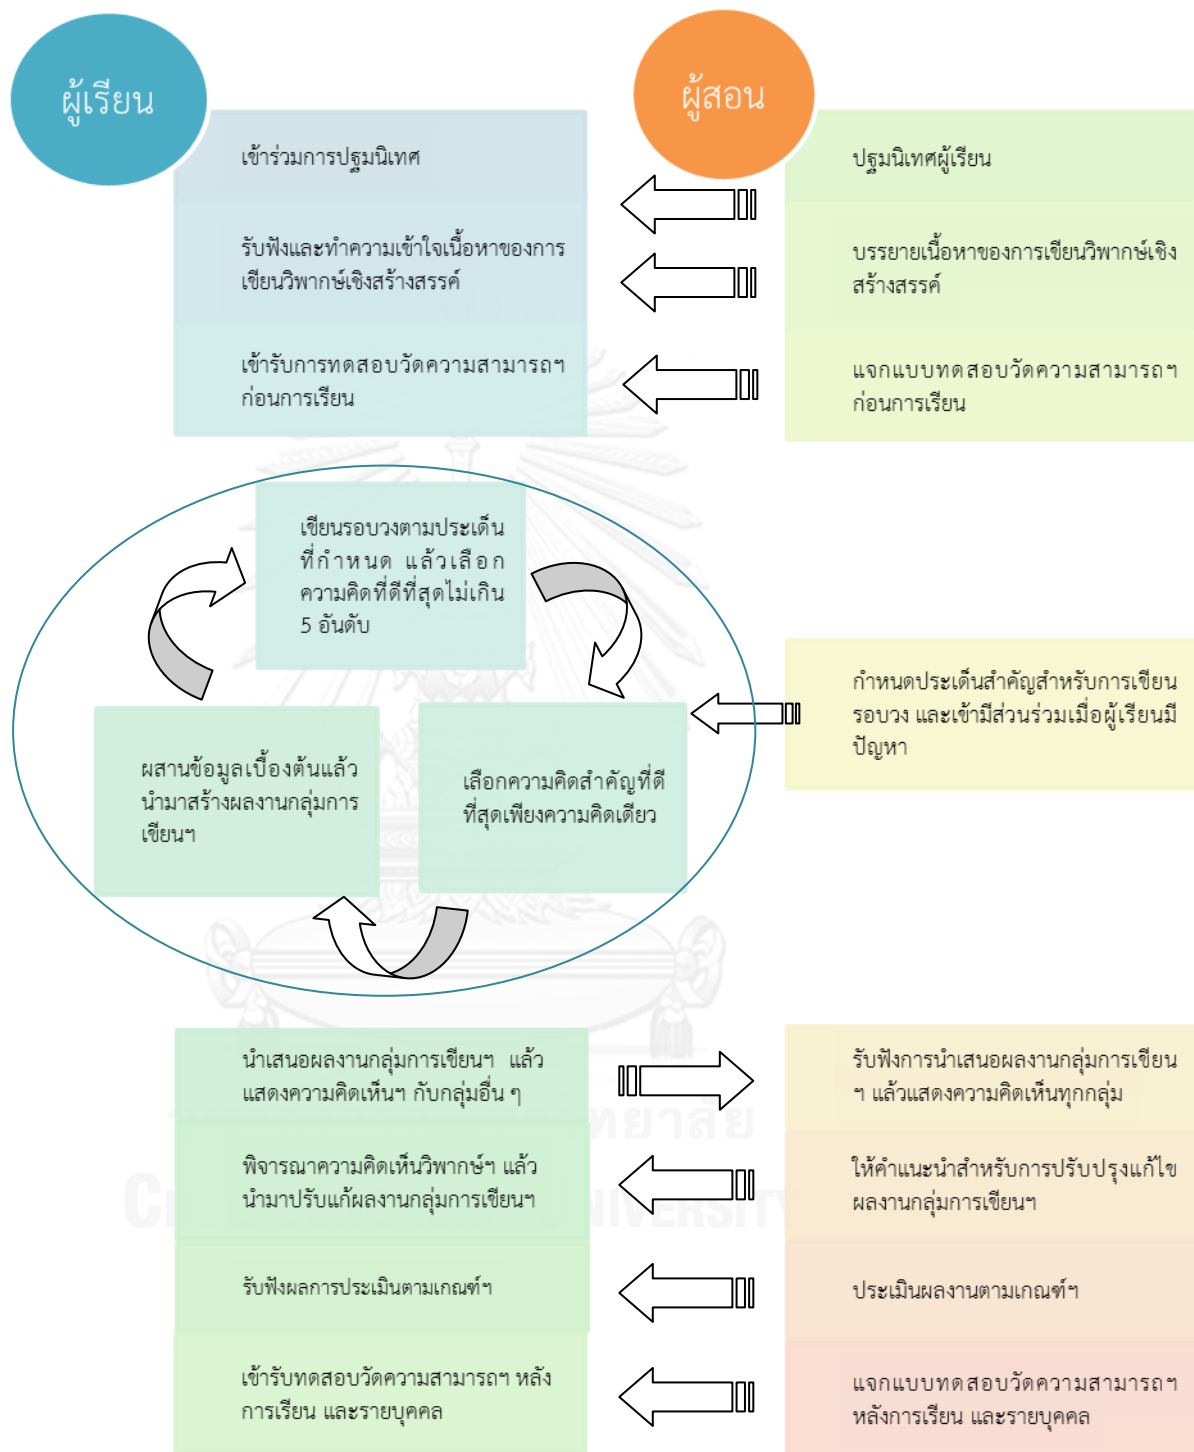 ผู้เรียน
ผู้สอน
เข้าร่วมการปฐมนิเทศ
ปฐมนิเทศผู้เรียน
รับฟังและทำความเข้าใจเนื้อหาของการ
เขียนวิพากษ์เชิงสร้างสรรค์
บรรยายเนื้อหาของการเขียนวิพากษ์เชิง
สร้างสรรค์
เข้ารับการทดสอบวัดความสามารถฯ
ก่อนการเรียน
แจกแบบทดสอบวัดความสามารถฯ
ก่อนการเรียน
เขียนรอบวงตามประเด็น
ที่กำหนด แล้วเลือก
ความคิดที่ดีที่สุดไม่เกิน
5 อันดับ
กำหนดประเด็นสำคัญสำหรับการเขียน
รอบวง และเข้ามีส่วนร่วมเมื่อผู้เรียนมี
ปัญหา
ผสานข้อมูลเบื้องต้นแล้ว
นำมาสร้างผลงานกลุ่มการ
เขียนฯ
เลือกความคิดสำคัญที่ดี
ที่สุดเพียงความคิดเดียว
นำเสนอผลงานกลุ่มการเขียนฯ แล้ว
แสดงความคิดเห็นฯ กับกลุ่มอื่น ๆ
รับฟังการนำเสนอผลงานกลุ่มการเขียน
ฯ แล้วแสดงความคิดเห็นทุกกลุ่ม
พิจารณาความคิดเห็นวิพากษ์ฯ แล้ว
นำมาปรับแก้ผลงานกลุ่มการเขียนฯ
ให้คำแนะนำสำหรับการปรับปรุงแก้ไข
ผลงานกลุ่มการเขียนฯ
รับฟังผลการประเมินตามเกณฑ์ฯ
ประเมินผลงานตามเกณฑ์ฯ
เข้ารับทดสอบวัดความสามารถฯ หลัง
การเรียน และรายบุคคล
แจกแบบทดสอบวัดความสามารถฯ
หลังการเรียน และรายบุคคล